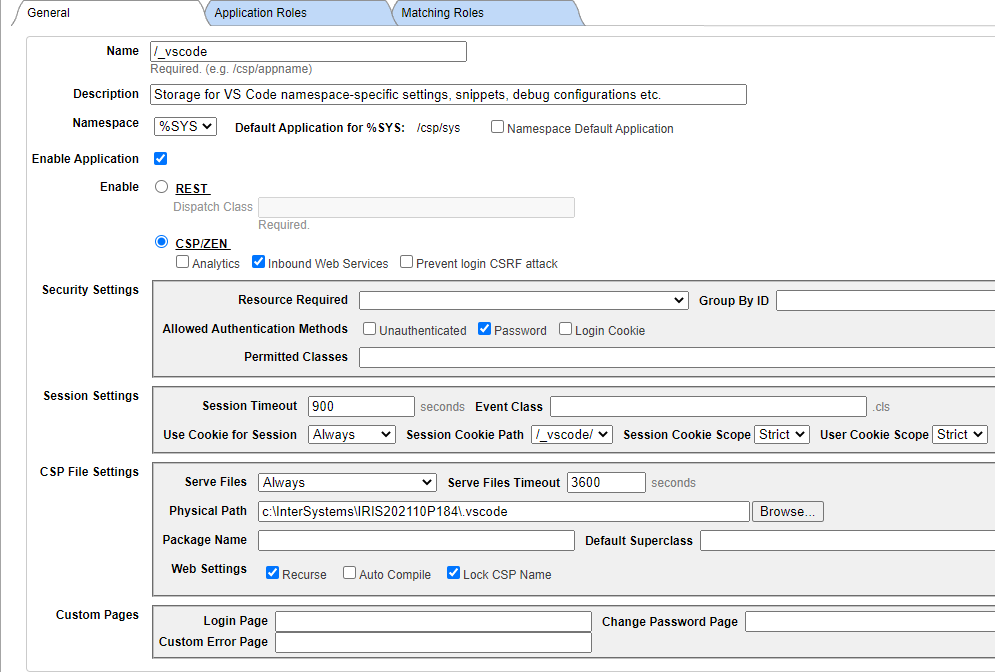 General Application Roles Matching Roles
Name /_vscode
Required. (e.g. /csp/appname)
Description Storage for VS Code namespace-specific settings, snippets, debug configurations etc.
Namespace %SYS Default Application for %SYS: /csp/sys Namespace Default Application
Enable Application
Enable REST
Dispatch Class
Required.
CSP/ZEN
Analytics Inbound Web Services Prevent login CSRF attack
Security Settings Resource Required Group By ID
Allowed Authentication Methods Unauthenticated Password Login Cookie
Permitted Classes
Session Settings Session Timeout 900 seconds Event Class .cls
Use Cookie for Session Always Session Cookie Path /_vscode/ Session Cookie Scope Strict User Cookie Scope Strict
CSP File Settings Serve Files Always Serve Files Timeout 3600 seconds
Physical Path c:\InterSystems\IRIS202110P184\.vscode Browse...
Package Name Default Superclass
Web Settings Recurse Auto Compile Lock CSP Name
Custom Pages Login Page Change Password Page
Custom Error Page